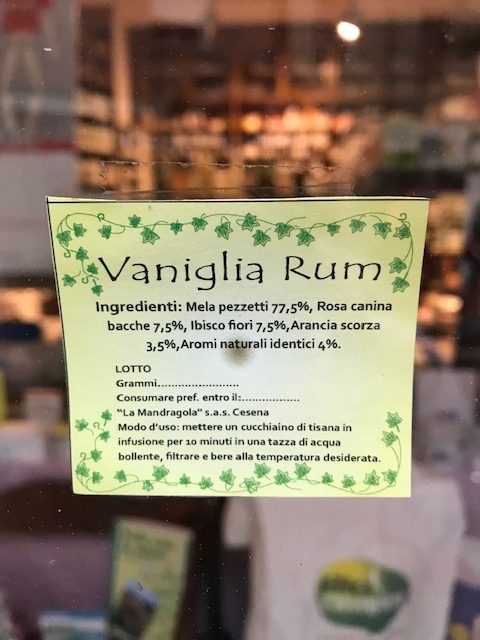 Vaniglia Rum
Ingredienti: Mela pezzetti 77,5%, Rosa canina
bacche 7,5%, Ibisco fiori 7,5%,Arancia scorza
3,5%,Aromi naturali identici 4%.
LOTTO
Grammi........................
Consumare pref. entro il:.................
"La Mandragola" s.a.s. Cesena
Modo d'uso: mettere un cucchiaino di tisana in
infusione per 10 minuti in una tazza di acqua
bollente, filtrare e bere alla temperatura desiderata.